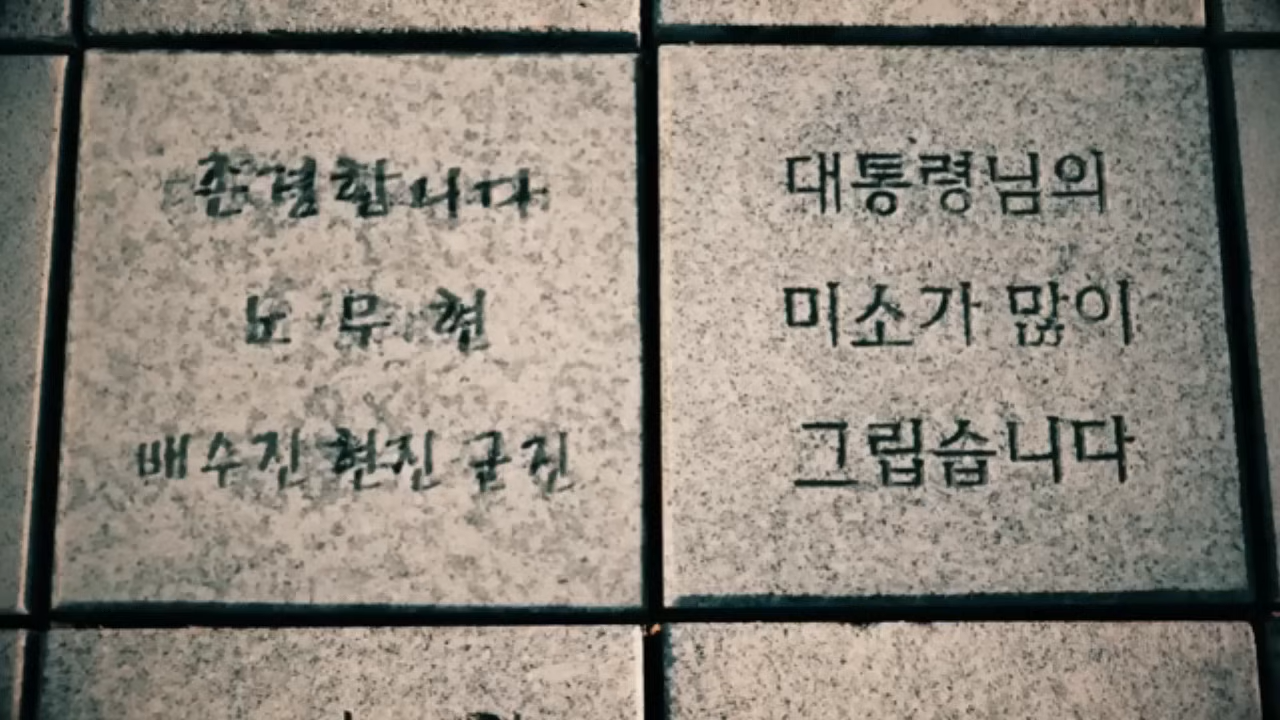 존경합니다
노무현
배수진 현진 귤진
대통령님의
미소가 많이
그립습니다